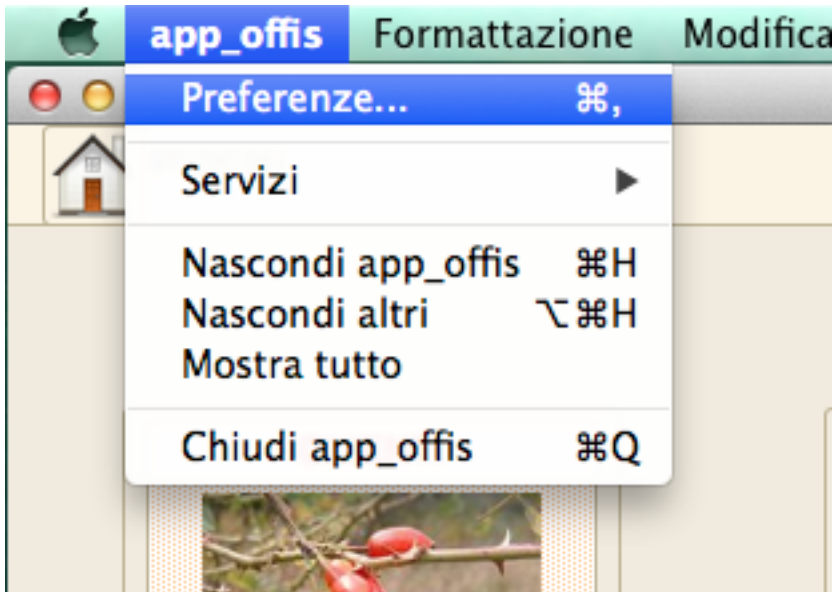 app_offis Formattazione Modifica
Preferenze... ⌘,
Servizi ▶
Nascondi app_offis ⌘H
Nascondi altri ⌥⌘H
Mostra tutto
Chiudi app_offis ⌘Q